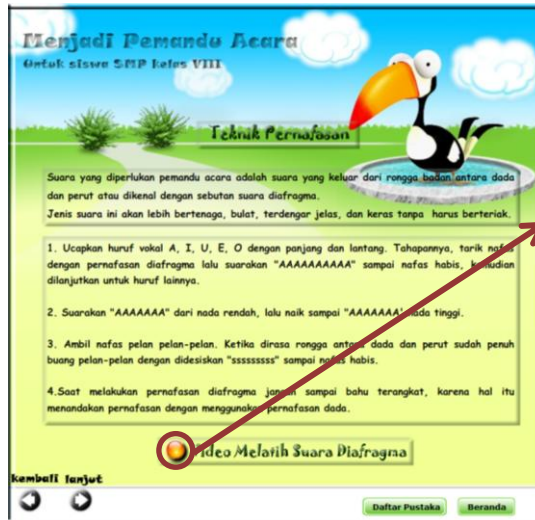 Menjadi Pemandu Acara
Untuk siswa SMP kelas VIII
Teknik Pernafasan
Suara yang diperlukan pemandu acara adalah suara yang keluar dari rongga badan antara dada
dan perut atau dikenal dengan sebutan suara diafragma.
Jenis suara ini akan lebih bertenaga, bulat, terdengar jelas, dan keras tanpa harus berteriak.
1. Ucapkan huruf vokal A, I, U, E, O dengan panjang dan lantang. Tahapannya, tarik nafas
dengan pernafasan diafragma lalu suarakan "AAAAAAAAAA" sampai nafas habis, kemudian
dilanjutkan untuk huruf lainnya.
2. Suarakan "AAAAAAA" dari nada rendah, lalu naik sampai "AAAAAAA" nada tinggi.
3. Ambil nafas pelan pelan-pelan. Ketika dirasa rongga antara dada dan perut sudah penuh
buang pelan-pelan dengan didesiskan "sssssssss" sampai nafas habis.
4.Saat melakukan pernafasan diafragma jangan sampai bahu terangkat, karena hal itu
menandakan pernafasan dengan menggunakan pernafasan dada.
Video Melatih Suara Diafragma
kembali lanjut
Daftar Pustaka Beranda